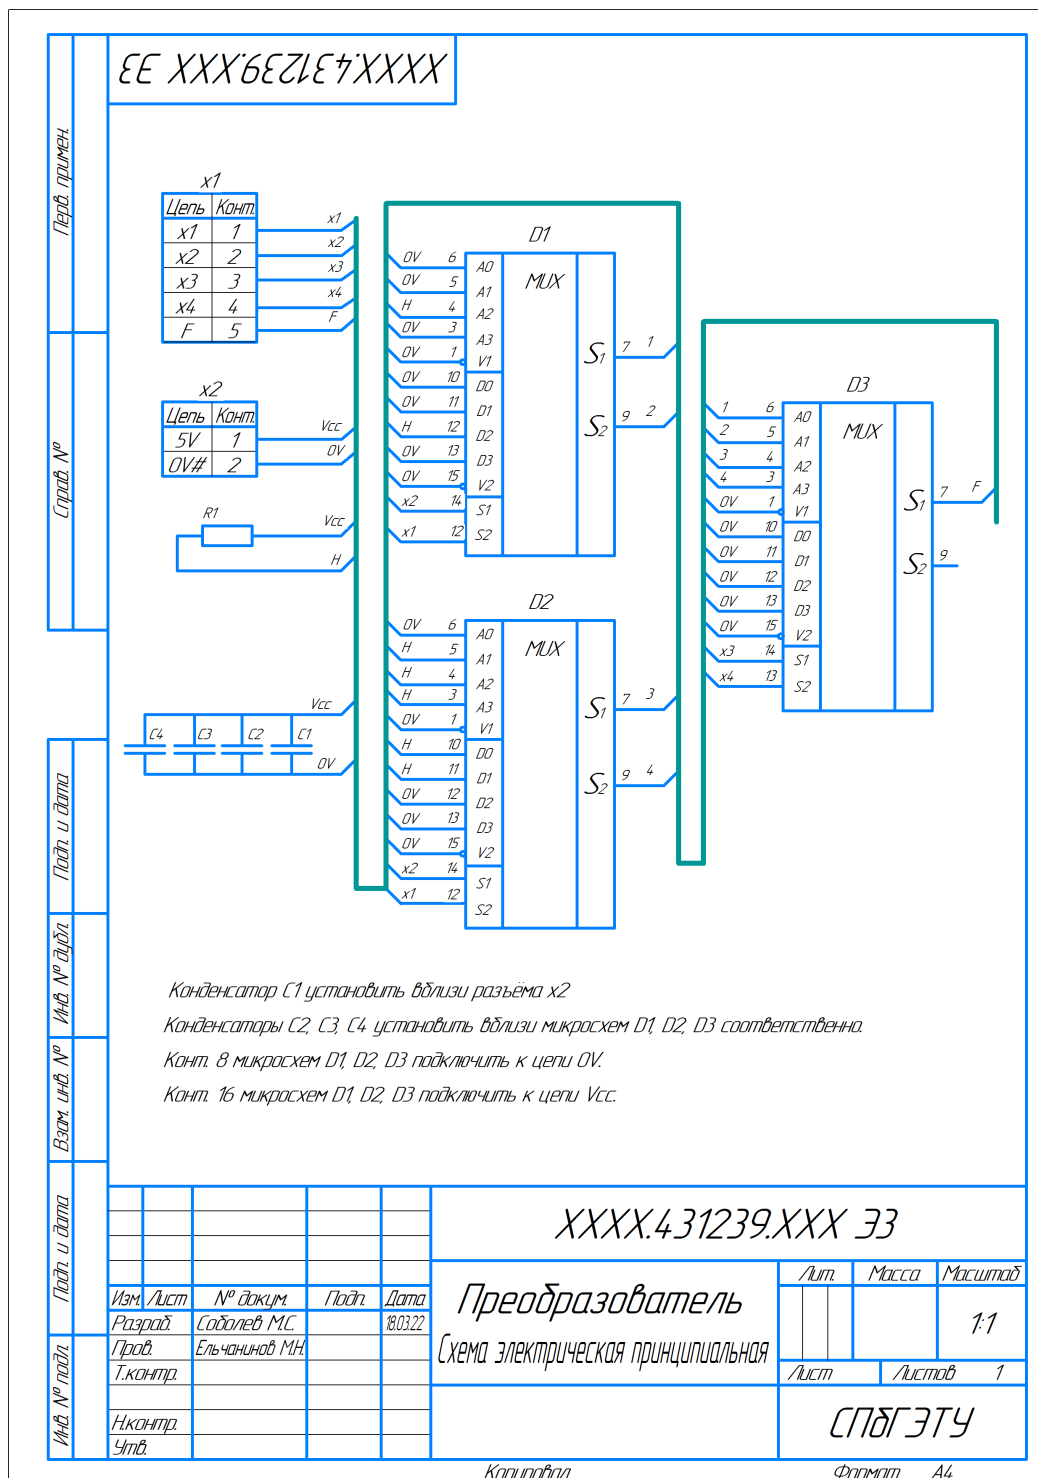 XXXX.431239.XXX ЭЗ
Перв. примен.
Справ. №
Подп. и дата
Инв. № дубл.
Взам. инв. №
Подп. и дата
Инв. № подл.
x1
Цепь Конт.
x1 1
x2 2
x3 3
x4 4
F 5
x1
x2
x3
x4
F
x2
Цепь Конт.
5V 1
0V# 2
Vcc
0V
R1
Vcc
H
Vcc
C4 C3 C2 C1
0V
D1
MUX
0V 6 A0
0V 5 A1
H 4 A2
0V 3 A3
0V 1 V1
0V 10 D0
0V 11 D1
H 12 D2
0V 13 D3
0V 15 V2
x2 14 S1
x1 12 S2
S1 7 1
S2 9 2
D2
MUX
0V 6 A0
H 5 A1
H 4 A2
H 3 A3
0V 1 V1
H 10 D0
H 11 D1
0V 12 D2
0V 13 D3
0V 15 V2
x2 14 S1
x1 12 S2
S1 7 3
S2 9 4
D3
MUX
1 6 A0
2 5 A1
3 4 A2
4 3 A3
0V 1 V1
0V 10 D0
0V 11 D1
0V 12 D2
0V 13 D3
0V 15 V2
x3 14 S1
x4 13 S2
S1 7 F
S2 9
Конденсатор C1 установить вблизи разъёма x2
Конденсаторы C2, C3, C4 установить вблизи микросхем D1, D2, D3 соответственно.
Конт. 8 микросхем D1, D2, D3 подключить к цепи 0V.
Конт. 16 микросхем D1, D2, D3 подключить к цепи Vcc.
XXXX.431239.XXX ЭЗ
Изм. Лист № докум. Подп. Дата
Разраб. Соболев М.С. 18.03.22
Пров. Ельчанинов М.Н.
Т.контр.
Н.контр.
Утв.
Преобразователь
Схема электрическая принципиальная
Лит. Масса Масштаб
1:1
Лист Листов 1
СПбГЭТУ
Копировал Формат А4